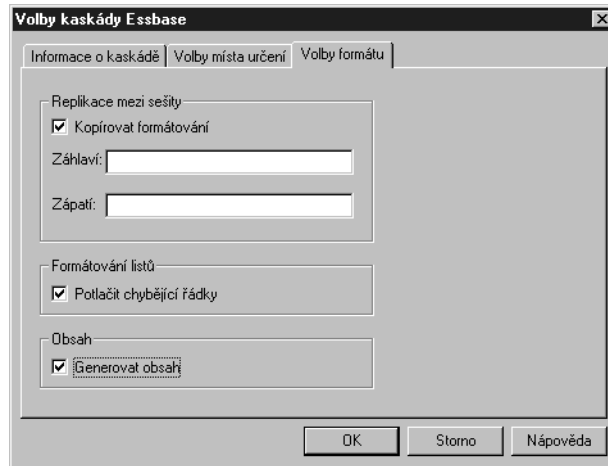 Volby kaskády Essbase
Informace o kaskádě Volby místa určení Volby formátu
Replikace mezi sešity
Kopírovat formátování
Záhlaví:
Zápatí:
Formátování listů
Potlačit chybějící řádky
Obsah
Generovat obsah
OK Storno Nápověda